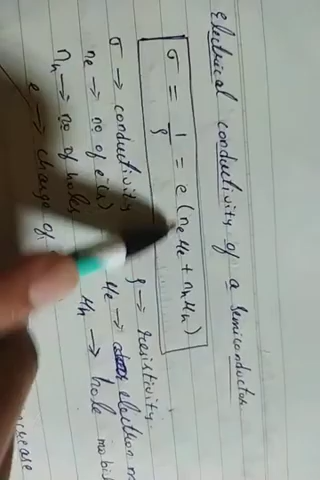 Electrical conductivity of a semiconductor
σ = 1/ρ = e(neμe + nhμh)
σ → conductivity ρ → resistivity.
ne → no of e⁻(s) μe → electron
nh → no of holes μh → hole
e → charge of
increase